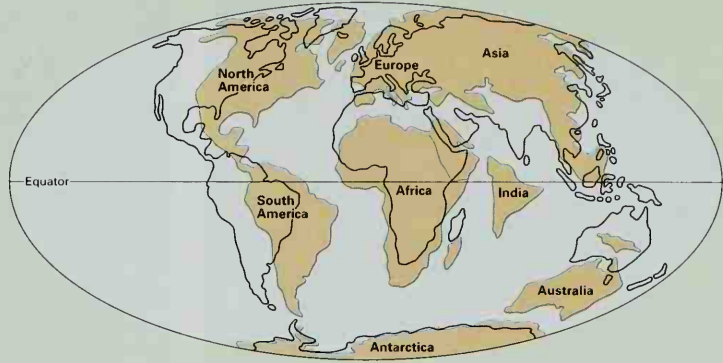 North
America
Europe
Asia
Equator
South
America
Africa
India
Australia
Antarctica